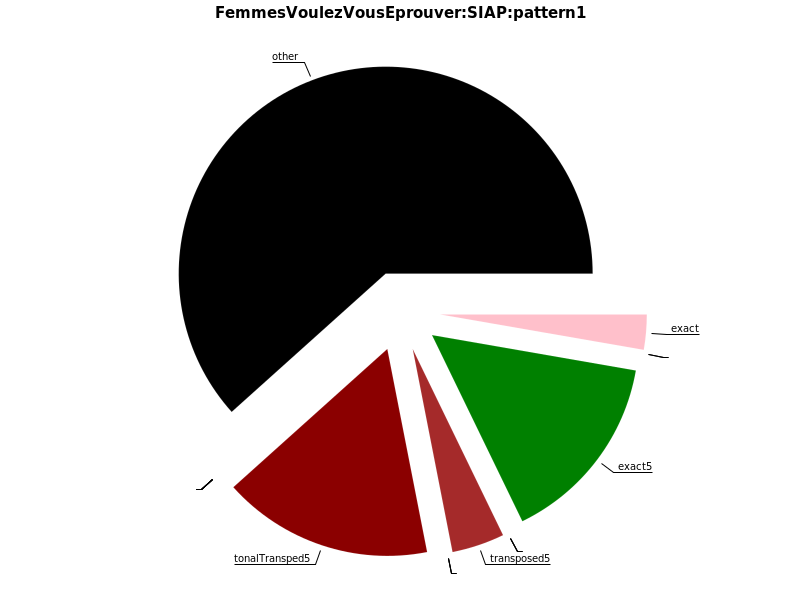 FemmesVoulezVousEprouver:SIAP:pattern1
other
exact
exact5
tonalTransped5
transposed5